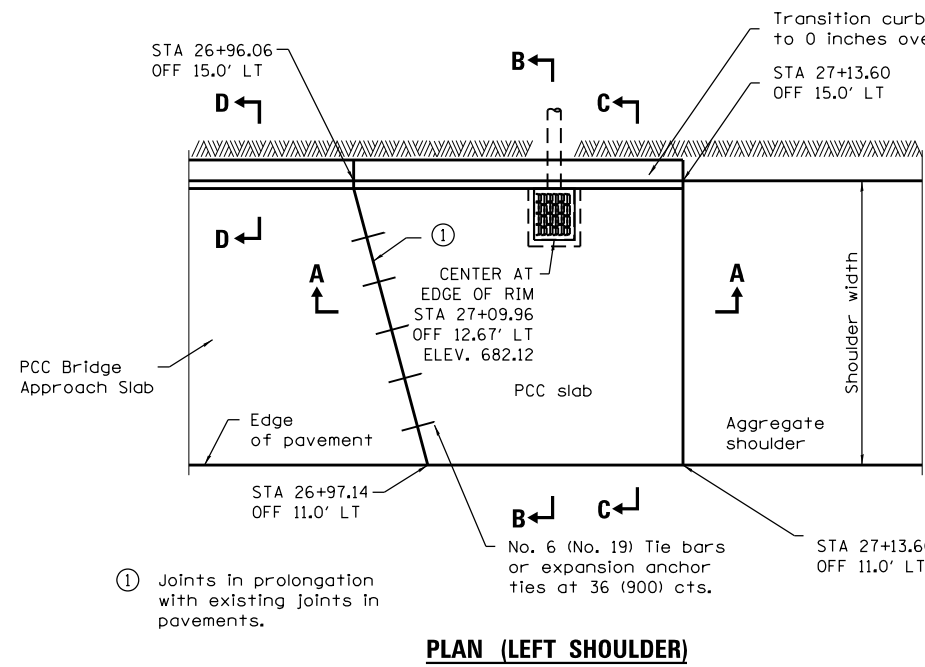 Transition curb
to 0 inches
STA 26+96.06
OFF 15.0' LT
STA 27+13.60
OFF 15.0' LT
B
D
C
D
①
A
A
CENTER AT
EDGE OF RIM
STA 27+09.96
OFF 12.67' LT
ELEV. 682.12
Shoulder width
PCC Bridge
Approach Slab
PCC slab
Edge
of pavement
Aggregate
shoulder
STA 26+97.14
OFF 11.0' LT
B
C
No. 6 (No. 19) Tie bars
or expansion anchor
ties at 36 (900) cts.
STA
OFF 11.0' LT
① Joints in prolongation
with existing joints in
pavements.
PLAN (LEFT SHOULDER)